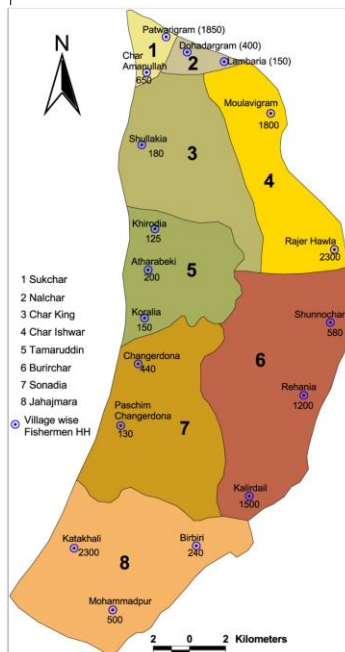 Patwarigram (1850)
N
Dohadargram (400)
1
Char
Amanullah
650
2
Lambaria (150)
Moulavigram
1800
Shullakia
180
3
4
Khirodia
125
Rajer Hawla
2300
Atharabeki
200
5
1 Sukchar
2 Nalchar
3 Char King
4 Char Ishwar
5 Tamaruddin
6 Burirchar
7 Sonadia
8 Jahajmara
Village wise
Fishermen HH
Koralia
150
Shunnochar
580
Changerdona
440
6
Rehania
1200
Paschim
Changerdona
130
7
Kalirdail
1500
Katakhali
2300
Birbiri
240
8
Mohammadpur
500
2 0 2 Kilometers